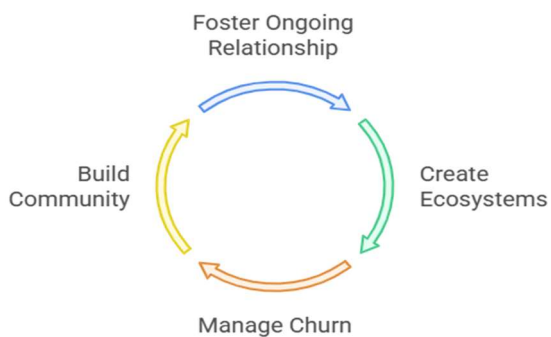 Foster Ongoing
Relationship
Create
Ecosystems
Manage Churn
Build
Community